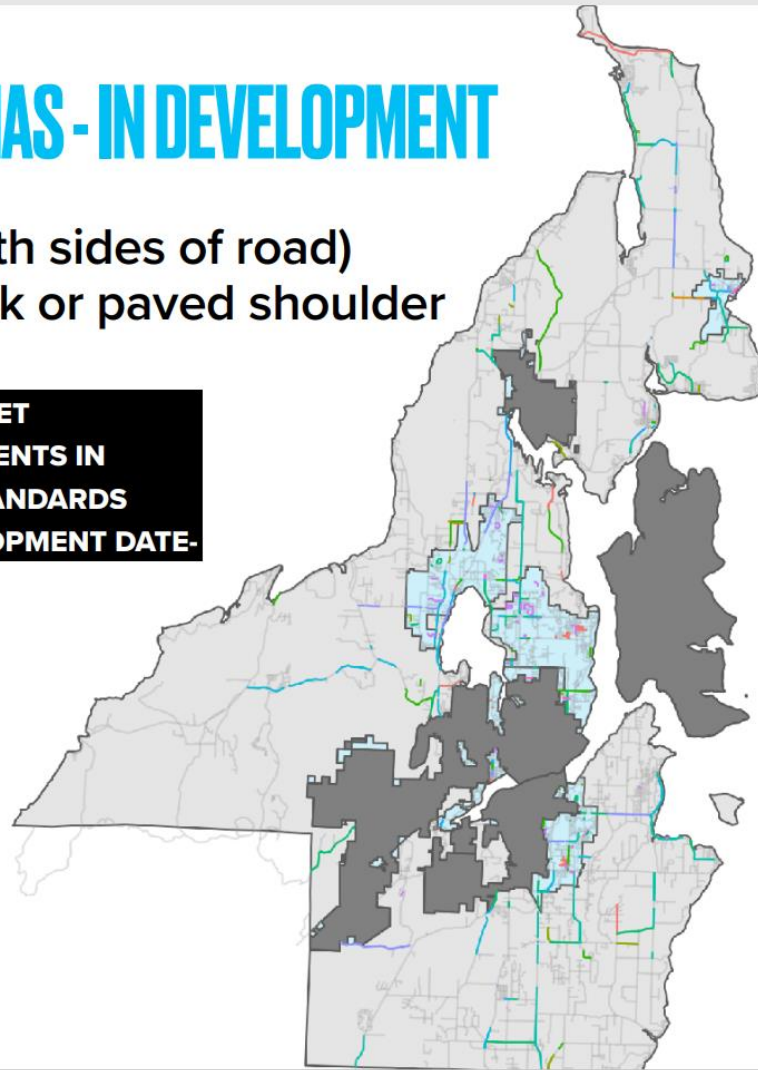 IAS - IN DEVELOPMENT
th sides of road)
k or paved shoulder
ET
ENTS IN
ANDARDS
OPMENT DATE-